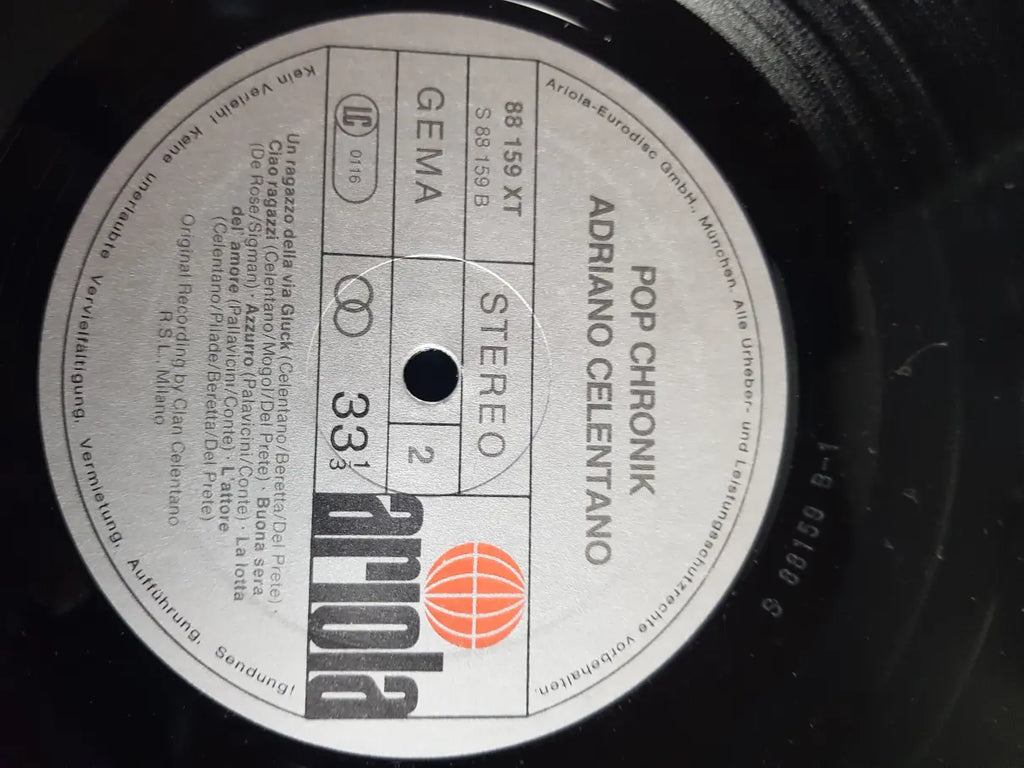 Ariola-Eurodisc GmbH., München. Alle Urheber- und Leistungsschutzrechte vorbehalten.
POP CHRONIK
ADRIANO CELENTANO
88 159 XT
S 88 159 B
STEREO
GEMA
2
LC 0116
33 1/3
ariola
Un ragazzo della via Gluck (Celentano/Beretta/Del Prete) ·
Ciao ragazzi (Celentano/Mogol/Del Prete) · Buona sera
(De Rose/Sigman) · Azzurro (Palavicini/Conte) · La lotta
del' amore (Pallavicini/Conte) · L'attore
(Celentano/Pilade/Beretta/Del Prete)
Original Recording by Clan Celentano
RSL, Milano
Kein Verleih! Keine unerlaubte Vervielfältigung, Vermietung, Aufführung, Sendung!
S 88159 B-1